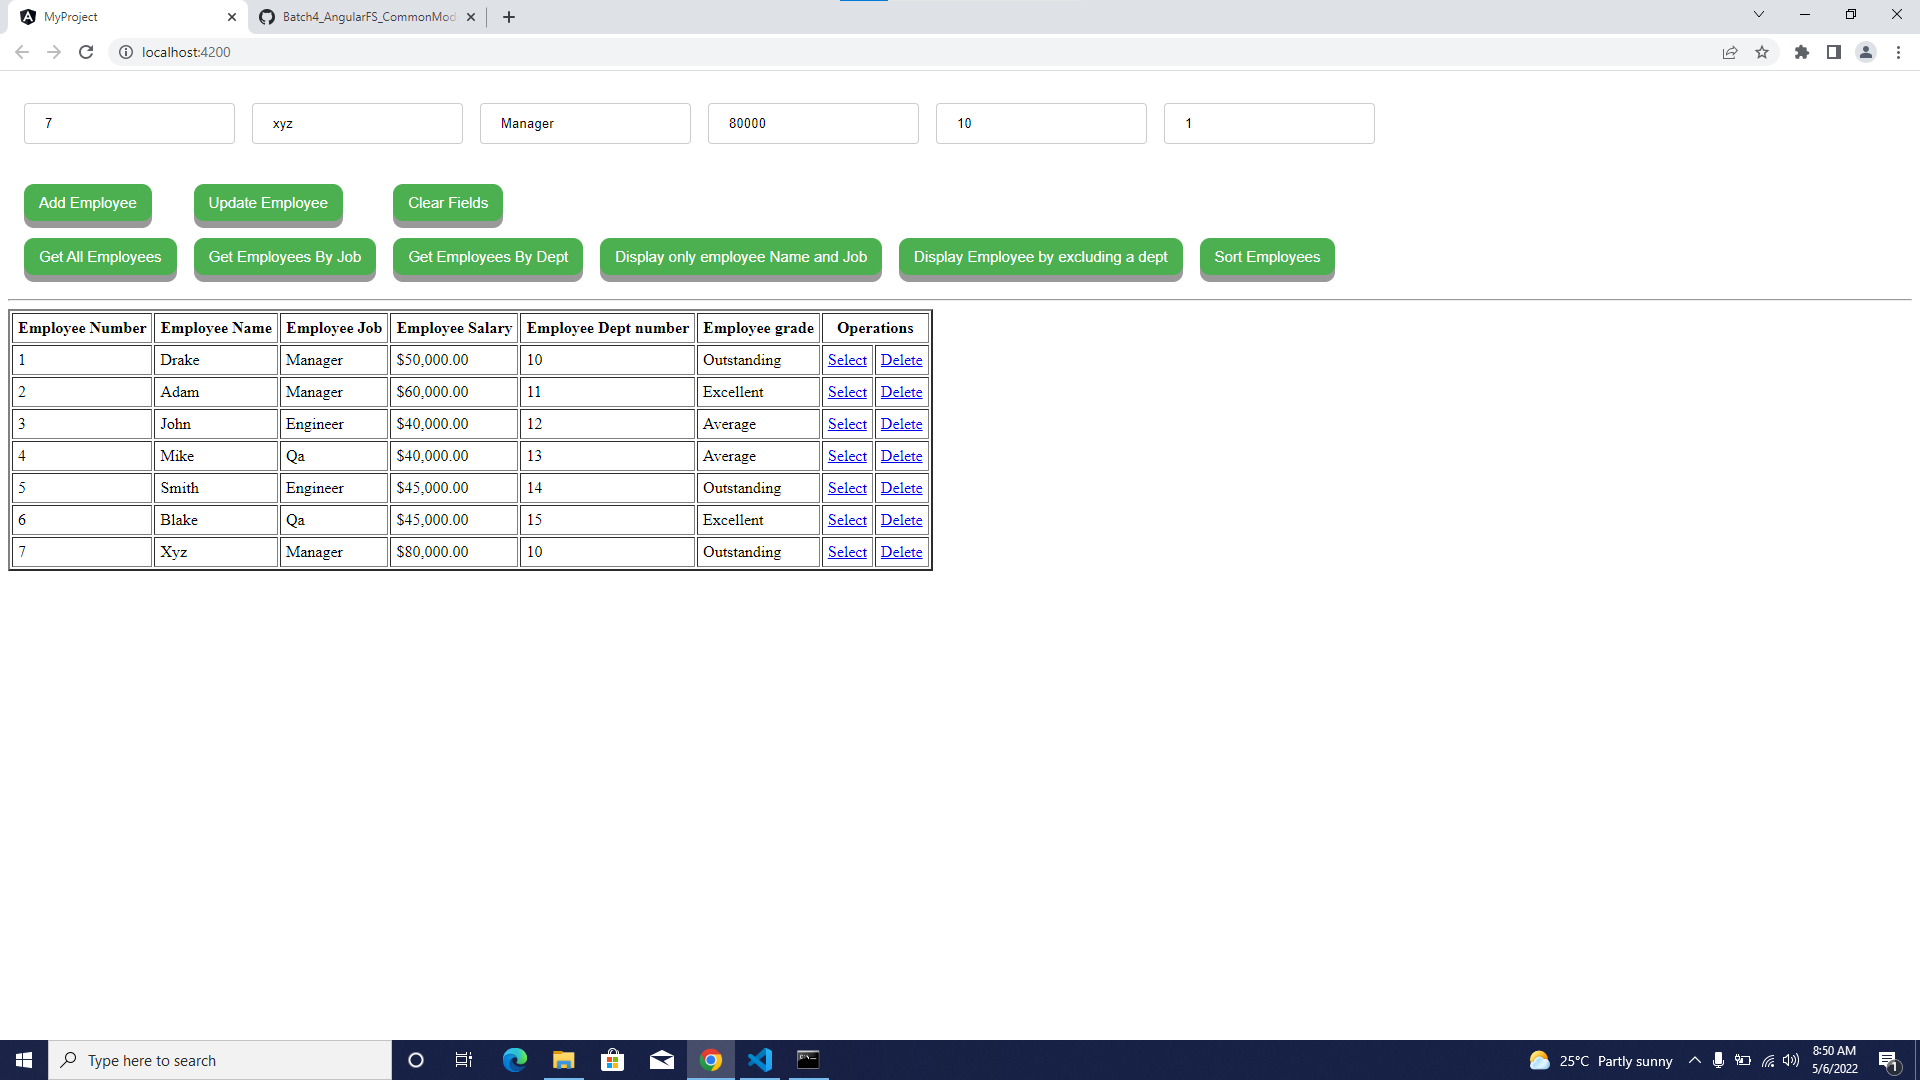 MyProject
Batch4_AngularFS_CommonMod
localhost:4200
7 xyz Manager 80000 10 1
Add Employee Update Employee Clear Fields
Get All Employees Get Employees By Job Get Employees By Dept Display only employee Name and Job Display Employee by excluding a dept Sort Employees
Employee Number Employee Name Employee Job Employee Salary Employee Dept number Employee grade Operations
1 Drake Manager $50,000.00 10 Outstanding Select Delete
2 Adam Manager $60,000.00 11 Excellent Select Delete
3 John Engineer $40,000.00 12 Average Select Delete
4 Mike Qa $40,000.00 13 Average Select Delete
5 Smith Engineer $45,000.00 14 Outstanding Select Delete
6 Blake Qa $45,000.00 15 Excellent Select Delete
7 Xyz Manager $80,000.00 10 Outstanding Select Delete
Type here to search
25°C Partly sunny
8:50 AM
5/6/2022
1